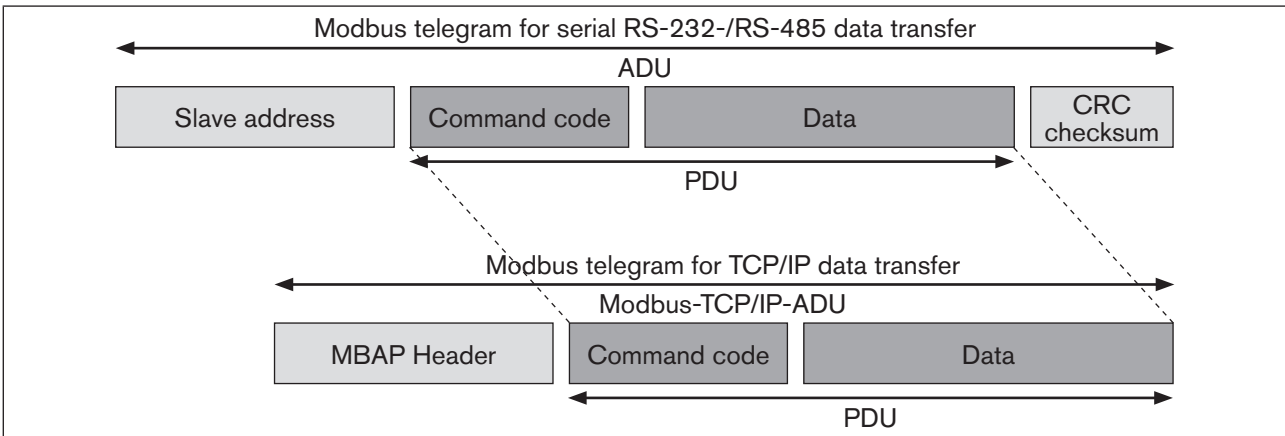 Modbus telegram for serial RS-232-/RS-485 data transfer
ADU
Slave address
Command code
Data
CRC
checksum
PDU
Modbus telegram for TCP/IP data transfer
Modbus-TCP/IP-ADU
MBAP Header
Command code
Data
PDU